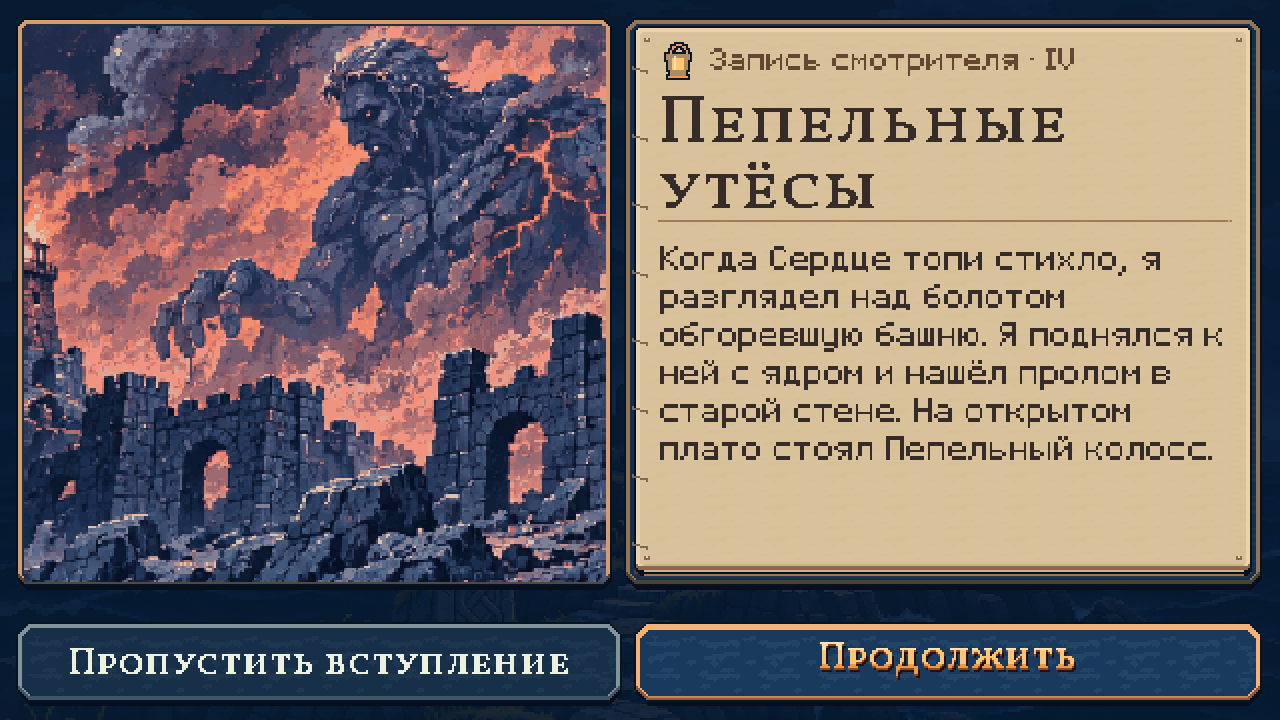 Запись смотрителя · IV
Пепельные
утёсы
Когда Сердце топи стихло, я
разглядел над болотом
обгоревшую башню. Я поднялся к
ней с ядром и нашёл пролом в
старой стене. На открытом
плато стоял Пепельный колосс.
Пропустить вступление
Продолжить